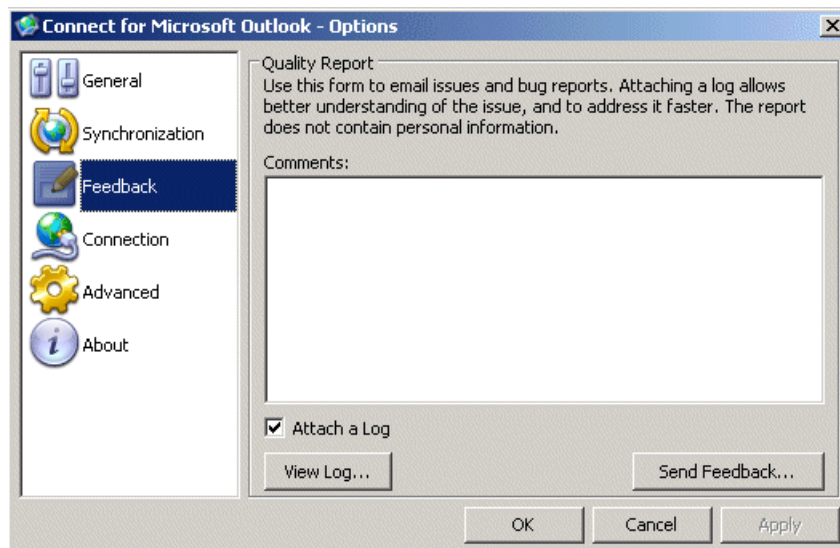 Connect for Microsoft Outlook - Options
General
Synchronization
Feedback
Connection
Advanced
About
Quality Report
Use this form to email issues and bug reports. Attaching a log allows
better understanding of the issue, and to address it faster. The report
does not contain personal information.
Comments:
Attach a Log
View Log...
Send Feedback...
OK
Cancel
Apply